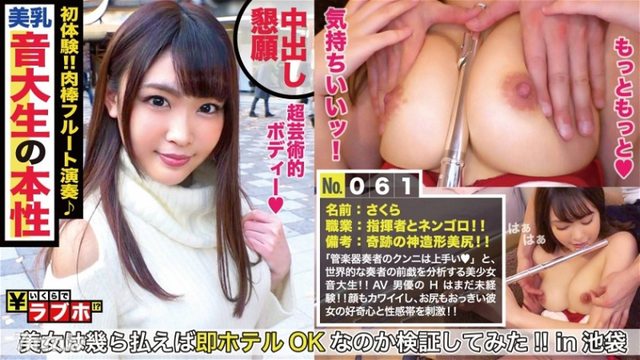 初体験!!肉棒フルート演奏♪
美乳
音大生の本性
中出し
懇願
超芸術的
ボディー♥
気持ちいいッ!
もっともっと♥
No.061
名前：さくら
職業：指揮者とネンゴロ!!
備考：奇跡の神造形美尻!!
「管楽器奏者のクンニは上手い♥」と、
世界的な奏者の前戯を分析する美少女
音大生!!AV男優のHはまだ未経
験!!顔もカワイイし、お尻もおっきい彼女
の好奇心と性感帯を刺激!!
はぁ
はぁ
¥いくらで
ラブホ!?
美女は幾ら払えば即ホテルOKなのか検証してみた!!in池袋